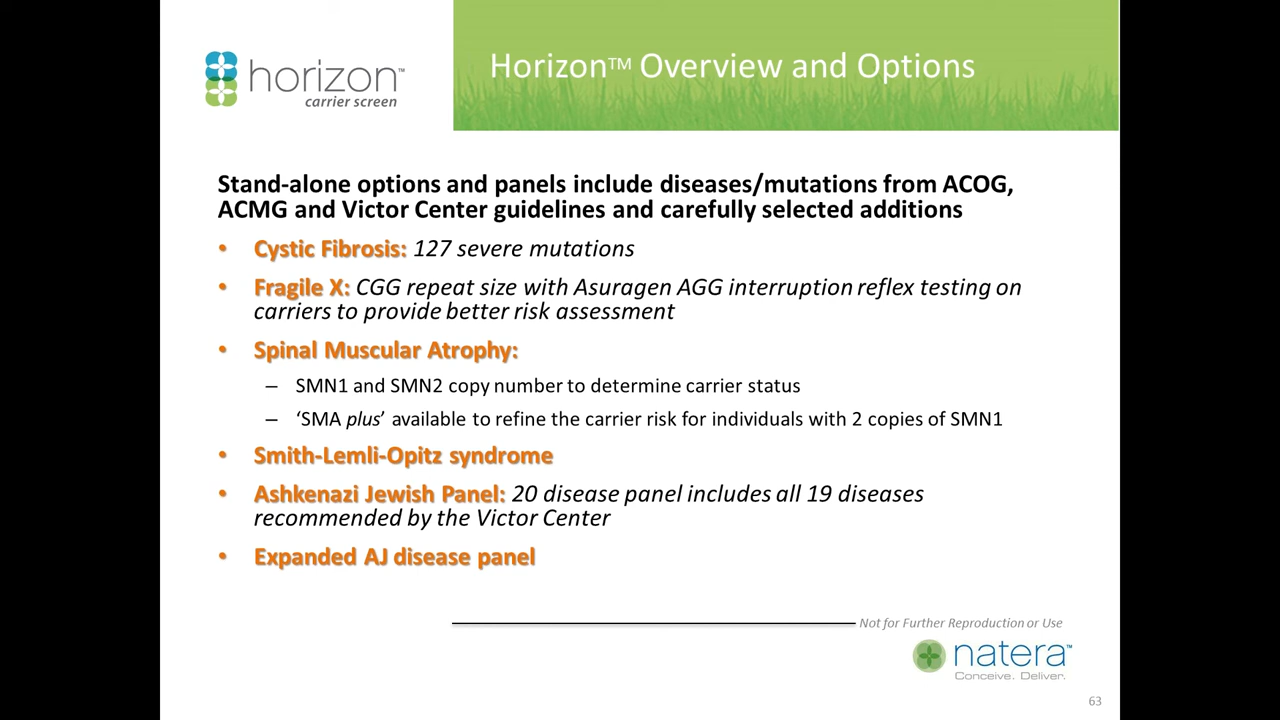 horizon™
carrier screen
Horizon™ Overview and Options
Stand-alone options and panels include diseases/mutations from ACOG,
ACMG and Victor Center guidelines and carefully selected additions
• Cystic Fibrosis: 127 severe mutations
• Fragile X: CGG repeat size with Asuragen AGG interruption reflex testing on
carriers to provide better risk assessment
• Spinal Muscular Atrophy:
– SMN1 and SMN2 copy number to determine carrier status
– ‘SMA plus’ available to refine the carrier risk for individuals with 2 copies of SMN1
• Smith-Lemli-Opitz syndrome
• Ashkenazi Jewish Panel: 20 disease panel includes all 19 diseases
recommended by the Victor Center
• Expanded AJ disease panel
Not for Further Reproduction or Use
natera™
Conceive. Deliver.
63